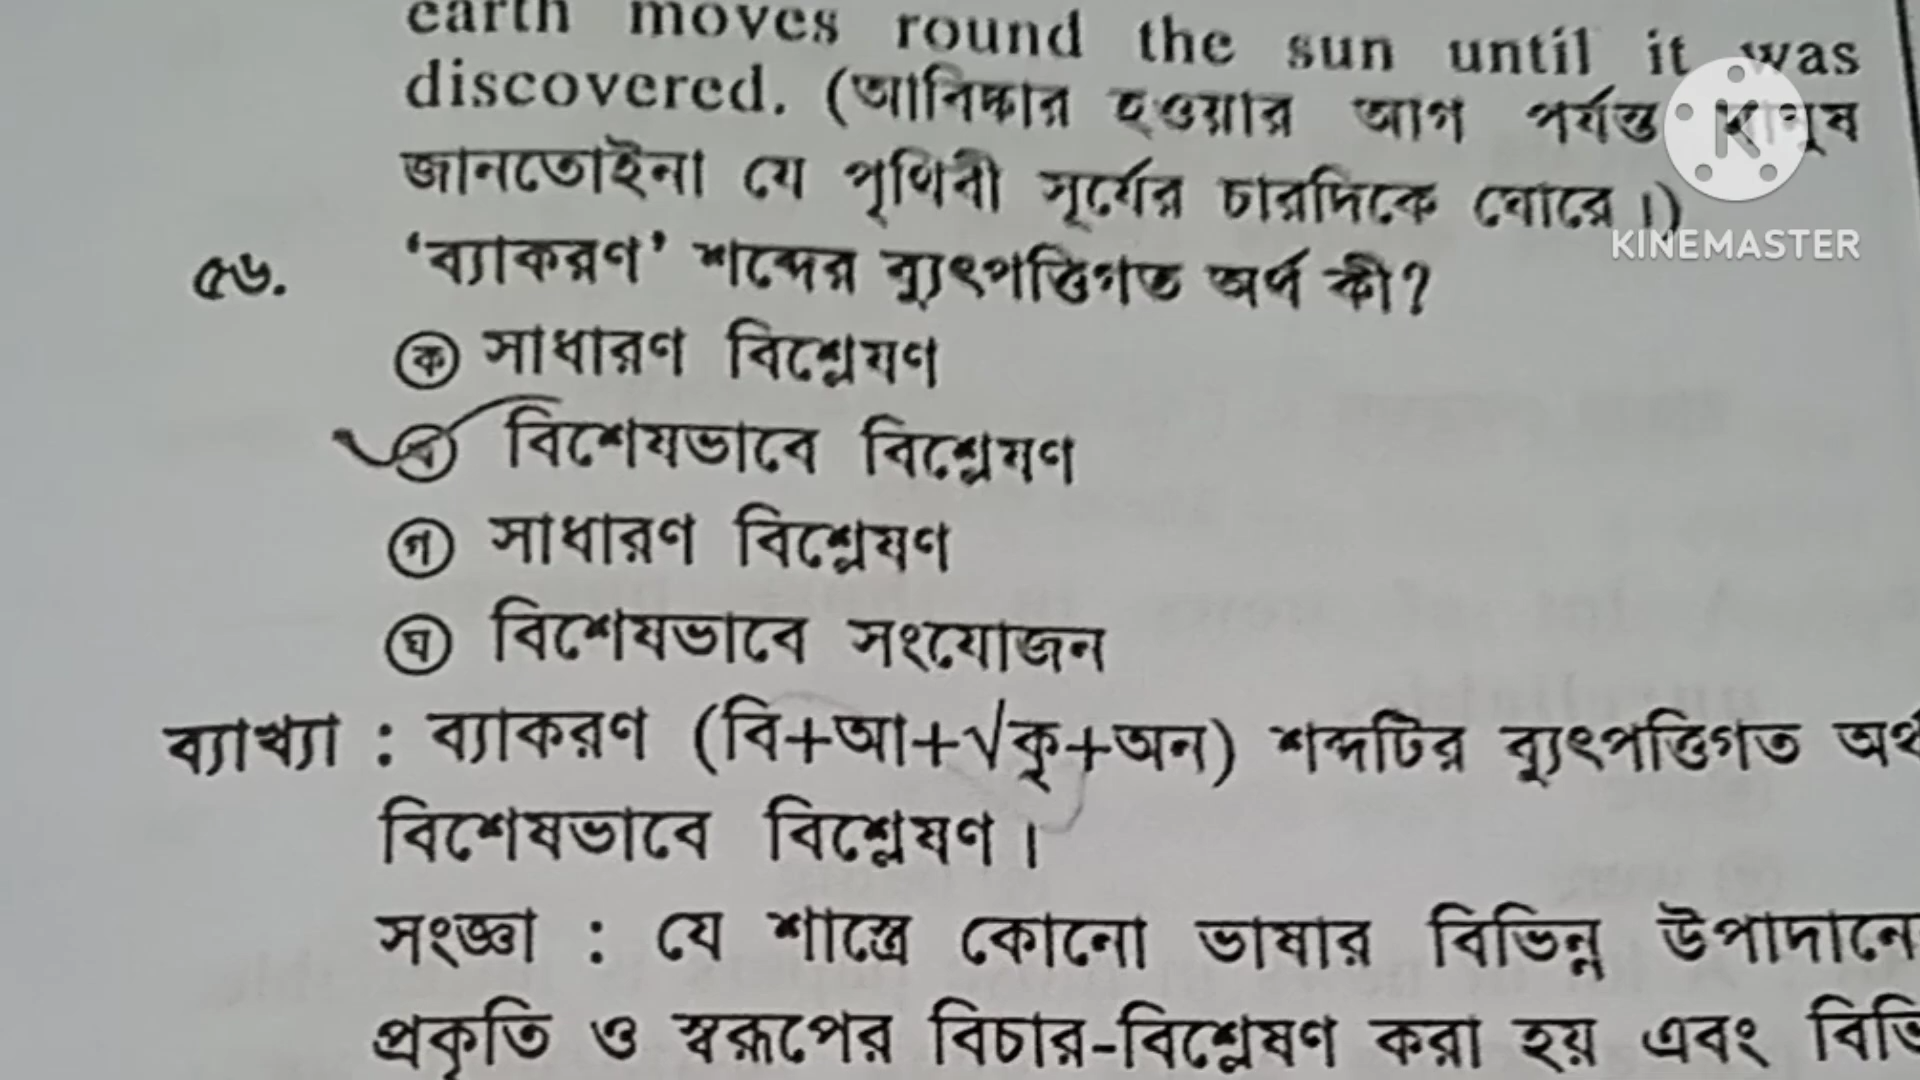 earth moves round the sun until it was
discovered. (আবিষ্কার হওয়ার আগ পর্যন্ত মানুষ
জানতোইনা যে পৃথিবী সূর্যের চারদিকে ঘোরে।)
KINEMASTER
৫৬. ‘ব্যাকরণ’ শব্দের ব্যুৎপত্তিগত অর্থ কী?
ক সাধারণ বিশ্লেষণ
খ বিশেষভাবে বিশ্লেষণ
গ সাধারণ বিশ্লেষণ
ঘ বিশেষভাবে সংযোজন
ব্যাখ্যা : ব্যাকরণ (বি+আ+√কৃ+অন) শব্দটির ব্যুৎপত্তিগত অর্থ
বিশেষভাবে বিশ্লেষণ।
সংজ্ঞা : যে শাস্ত্রে কোনো ভাষার বিভিন্ন উপাদানে
প্রকৃতি ও স্বরূপের বিচার-বিশ্লেষণ করা হয় এবং বিভি